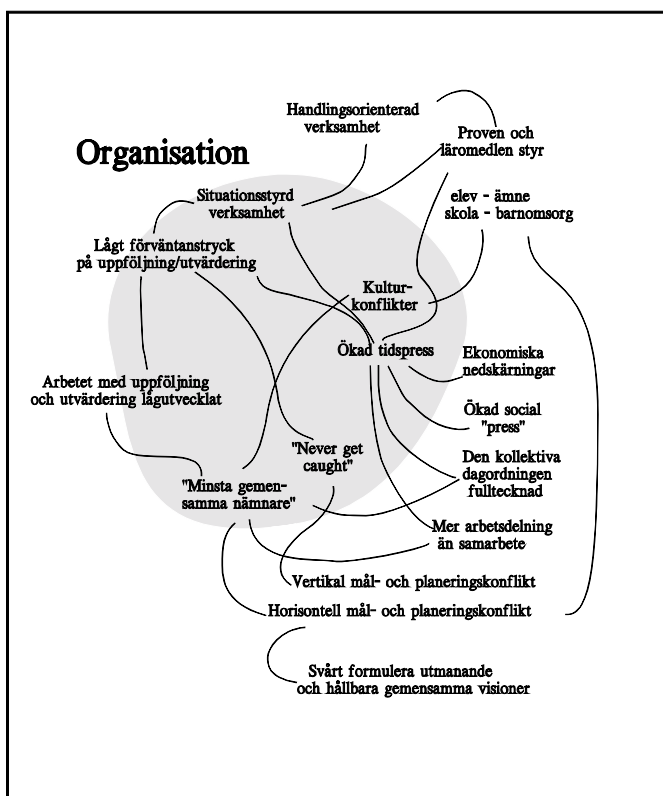 Organisation
Handlingsorienterad
verksamhet
Proven och
läromedlen styr
Situationsstyrd
verksamhet
elev - ämne
skola - barnomsorg
Lågt förväntanstryck
på uppföljning/utvärdering
Kultur-
konflikter
Ökad tidspress
Ekonomiska
nedskärningar
Arbetet med uppföljning
och utvärdering lågutvecklat
Ökad social
"press"
"Never get
caught"
Den kollektiva
dagordningen
fulltecknad
"Minsta gemen-
samma nämnare"
Mer arbetsdelning
än samarbete
Vertikal mål- och planeringskonflikt
Horisontell mål- och planeringskonflikt
Svårt formulera utmanande
och hållbara gemensamma visioner